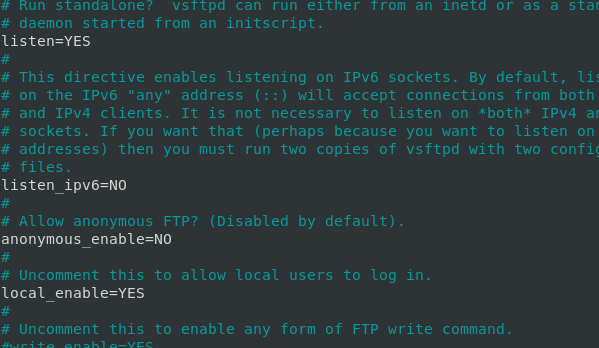 # Run standalone?  vsftpd can run either from an inetd or as a
# daemon started from an initscript.
listen=YES
#
# This directive enables listening on IPv6 sockets. By default,
# on the IPv6 "any" address (::) will accept connections from both
# and IPv4 clients. It is not necessary to listen on *both* IPv4
# sockets. If you want that (perhaps because you want to listen on
# addresses) then you must run two copies of vsftpd with two
# files.
listen_ipv6=NO
#
# Allow anonymous FTP? (Disabled by default).
anonymous_enable=NO
#
# Uncomment this to allow local users to log in.
local_enable=YES
#
# Uncomment this to enable any form of FTP write command.
#write_enable=YES